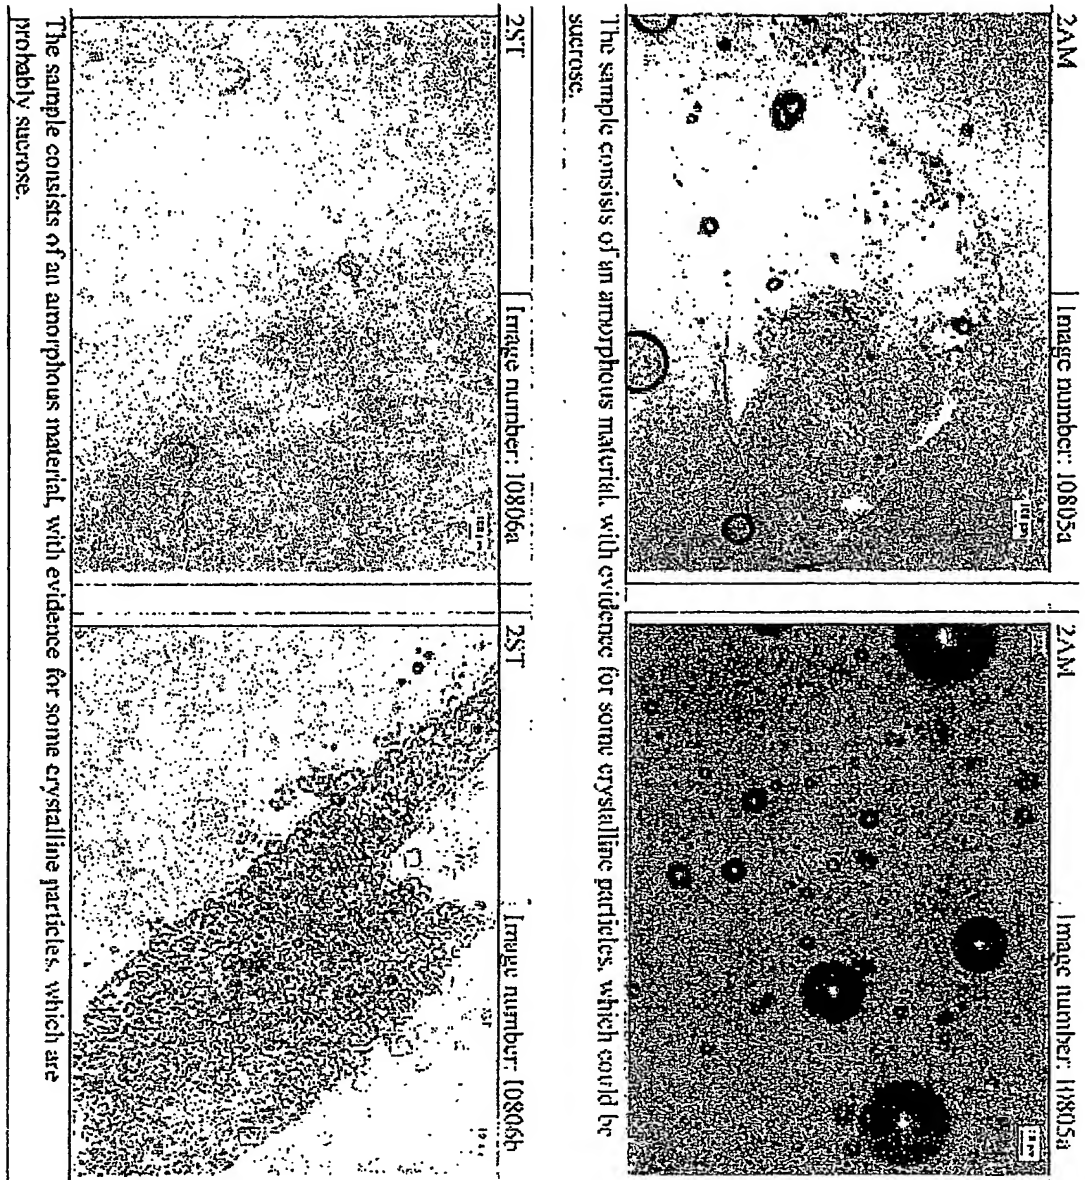 2AM
Image number: 10805a
2AM
Image number: 10805a
The sample consists of an amorphous material, with evidence for some crystalline particles, which could be
sucrose.
2ST
Image number: 10806a
2ST
Image number: 10806b
The sample consists of an amorphous material, with evidence for some crystalline particles, which are
probably sucrose.